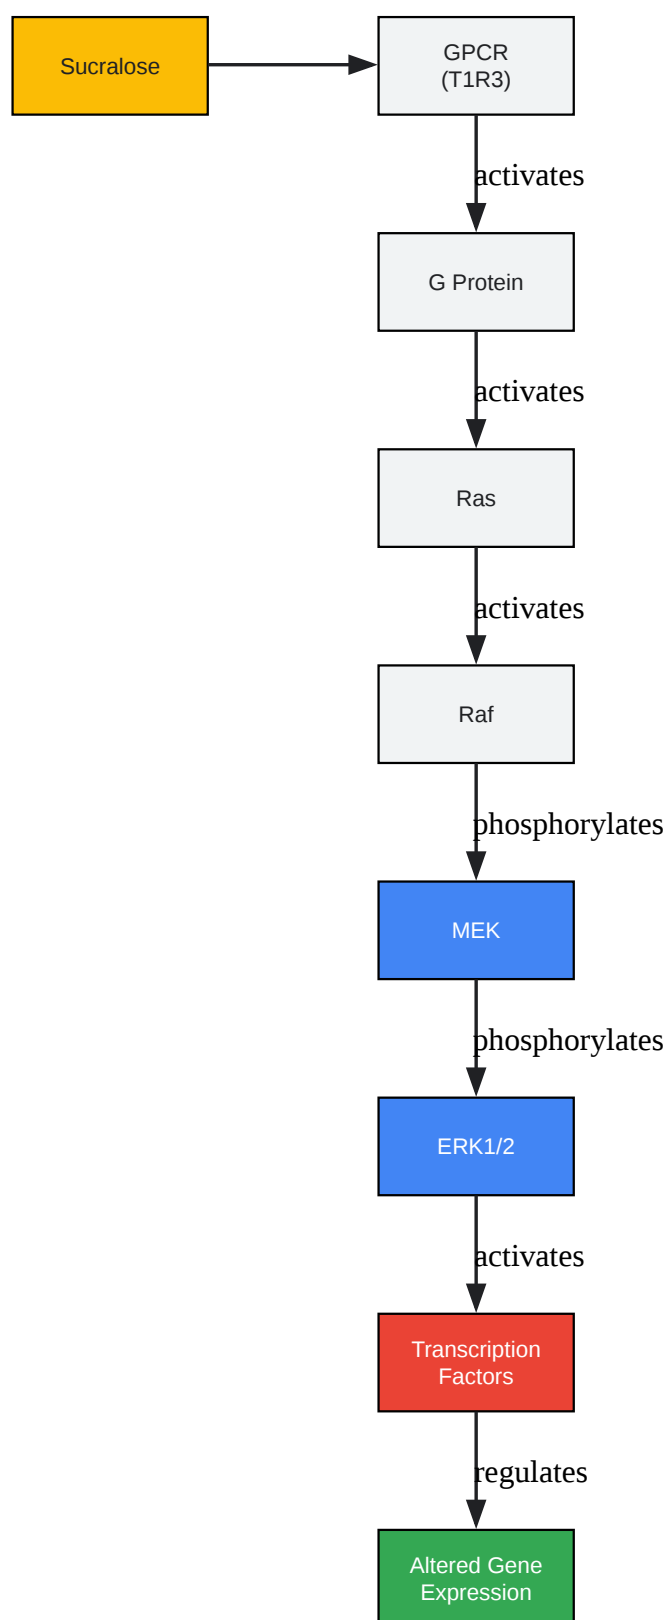 Sucralose
GPCR
(T1R3)
activates
G Protein
activates
Ras
activates
Raf
phosphorylates
MEK
phosphorylates
ERK1/2
activates
Transcription
Factors
regulates
Altered Gene
Expression